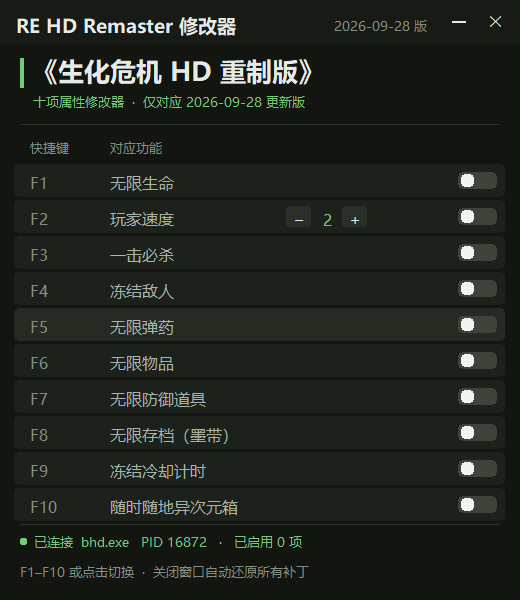 RE HD Remaster 修改器 2026-09-28 版
《生化危机 HD 重制版》
十项属性修改器 · 仅对应 2026-09-28 更新版
快捷键 对应功能
F1 无限生命
F2 玩家速度 − 2 +
F3 一击必杀
F4 冻结敌人
F5 无限弹药
F6 无限物品
F7 无限防御道具
F8 无限存档（墨带）
F9 冻结冷却计时
F10 随时随地异次元箱
已连接 bhd.exe PID 16872 · 已启用 0 项
F1–F10 或点击切换 · 关闭窗口自动还原所有补丁